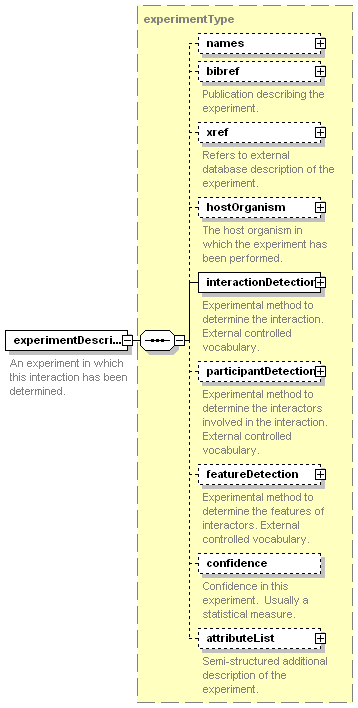 experimentType
names
bibref
Publication describing the
experiment.
xref
Refers to external
database description of the
experiment.
hostOrganism
The host organism in
which the experiment has
been performed.
interactionDetection
Experimental method to
determine the interaction.
External controlled
vocabulary.
experimentDescri...
An experiment in which
this interaction has been
determined.
participantDetection
Experimental method to
determine the interactors
involved in the interaction.
External controlled
vocabulary.
featureDetection
Experimental method to
determine the features of
interactors. External
controlled vocabulary.
confidence
Confidence in this
experiment. Usually a
statistical measure.
attributeList
Semi-structured additional
description of the
experiment.